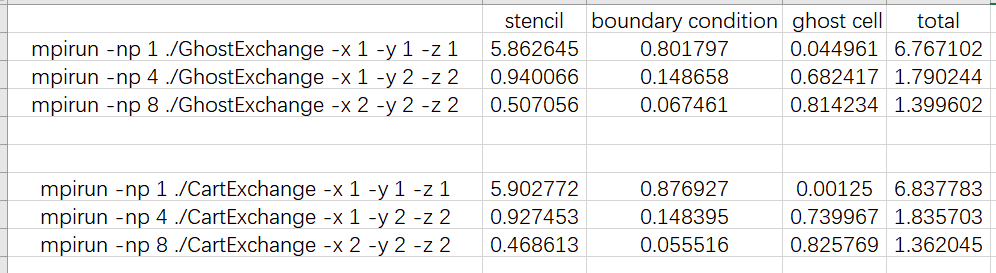 stencil boundary condition ghost cell total
mpirun -np 1 ./GhostExchange -x 1 -y 1 -z 1 5.862645 0.801797 0.044961 6.767102
mpirun -np 4 ./GhostExchange -x 1 -y 2 -z 2 0.940066 0.148658 0.682417 1.790244
mpirun -np 8 ./GhostExchange -x 2 -y 2 -z 2 0.507056 0.067461 0.814234 1.399602
mpirun -np 1 ./CartExchange -x 1 -y 1 -z 1 5.902772 0.876927 0.00125 6.837783
mpirun -np 4 ./CartExchange -x 1 -y 2 -z 2 0.927453 0.148395 0.739967 1.835703
mpirun -np 8 ./CartExchange -x 2 -y 2 -z 2 0.468613 0.055516 0.825769 1.362045